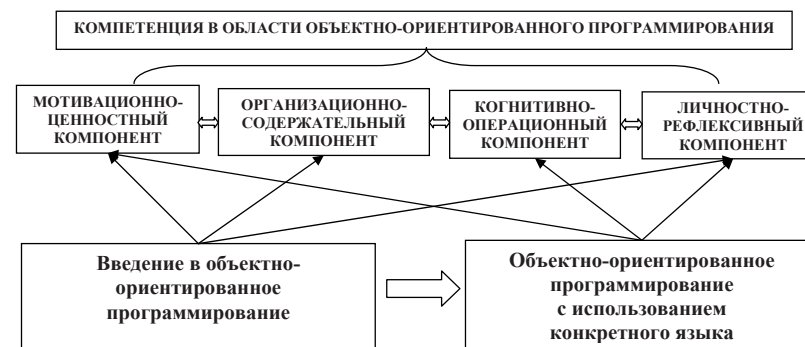 КОМПЕТЕНЦИЯ В ОБЛАСТИ ОБЪЕКТНО-ОРИЕНТИРОВАННОГО ПРОГРАММИРОВАНИЯ
МОТИВАЦИОННО-
ЦЕННОСТНЫЙ
КОМПОНЕНТ
ОРГАНИЗАЦИОННО-
СОДЕРЖАТЕЛЬНЫЙ
КОМПОНЕНТ
КОГНИТИВНО-
ОПЕРАЦИОННЫЙ
КОМПОНЕНТ
ЛИЧНОСТНО-
РЕФЛЕКСИВНЫЙ
КОМПОНЕНТ
Введение в объектно-
ориентированное
программирование
Объектно-ориентированное
программирование
с использованием
конкретного языка